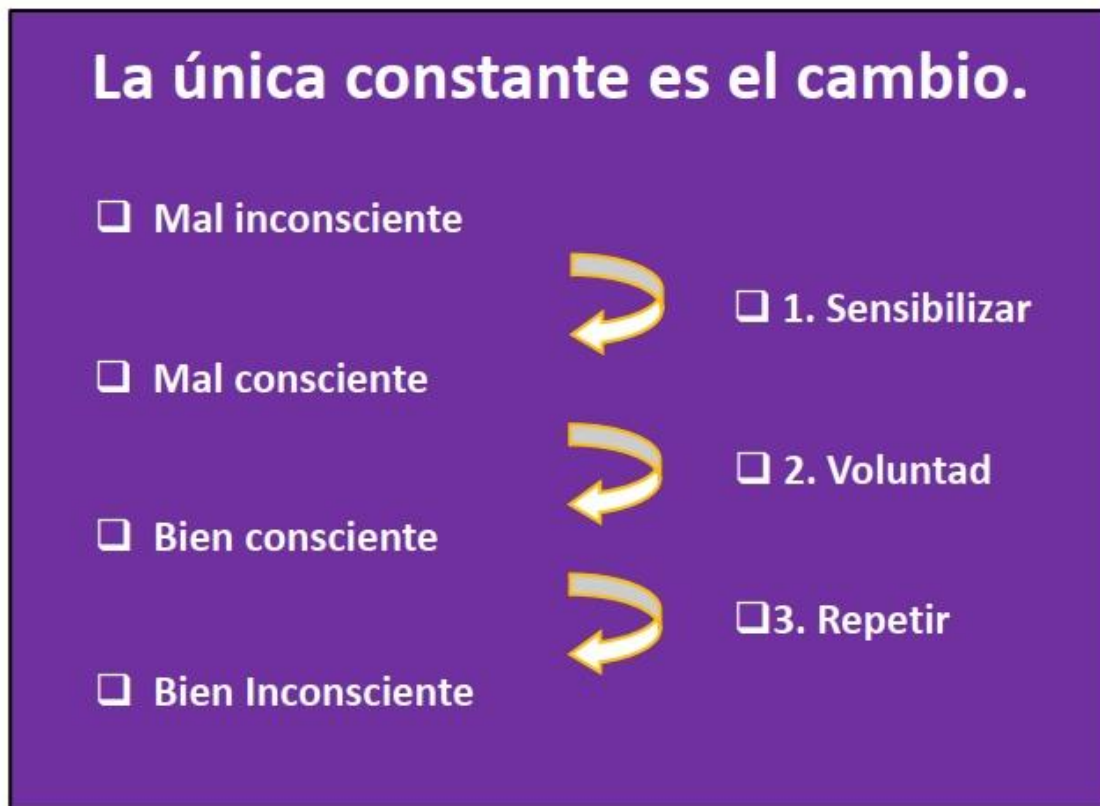 La única constante es el cambio.
Mal inconsciente
1. Sensibilizar
Mal consciente
2. Voluntad
Bien consciente
3. Repetir
Bien Inconsciente